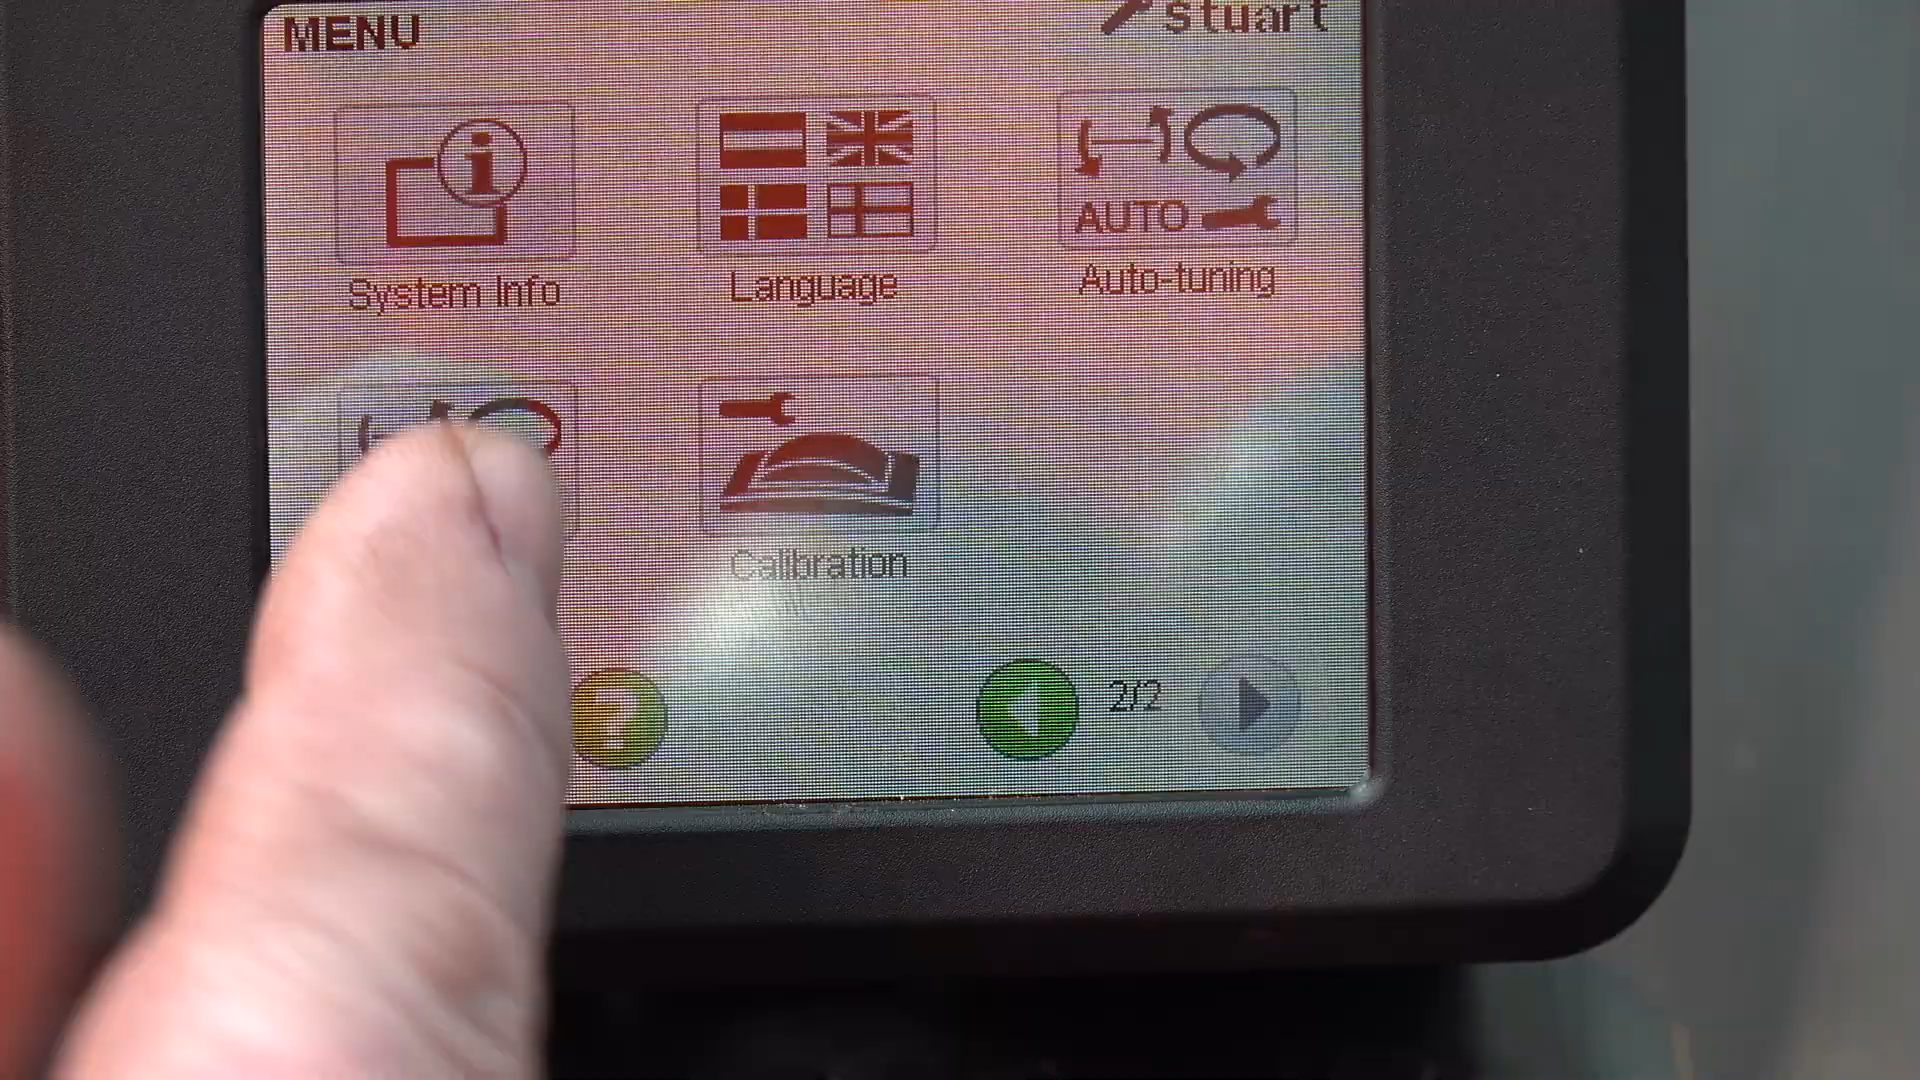 MENU
stuart
AUTO
System Info
Language
Auto-tuning
Calibration
?
2/2